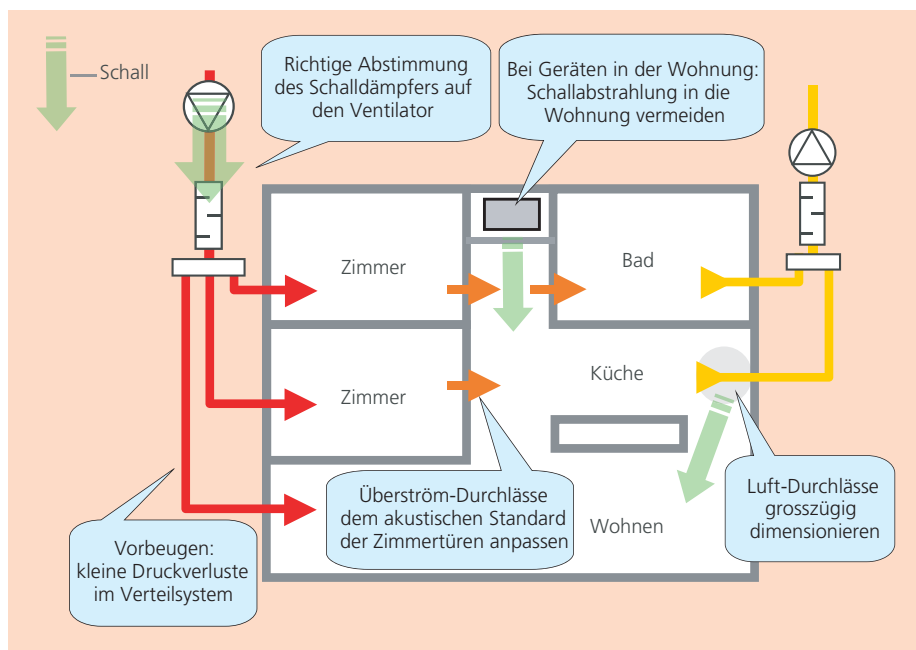 Schall
Richtige Abstimmung
des Schalldämpfers auf
den Ventilator
Bei Geräten in der Wohnung:
Schallabstrahlung in die
Wohnung vermeiden
Zimmer
Bad
Zimmer
Küche
Überström-Durchlässe
dem akustischen Standard
der Zimmertüren anpassen
Wohnen
Luft-Durchlässe
grosszügig
dimensionieren
Vorbeugen:
kleine Druckverluste
im Verteilsystem